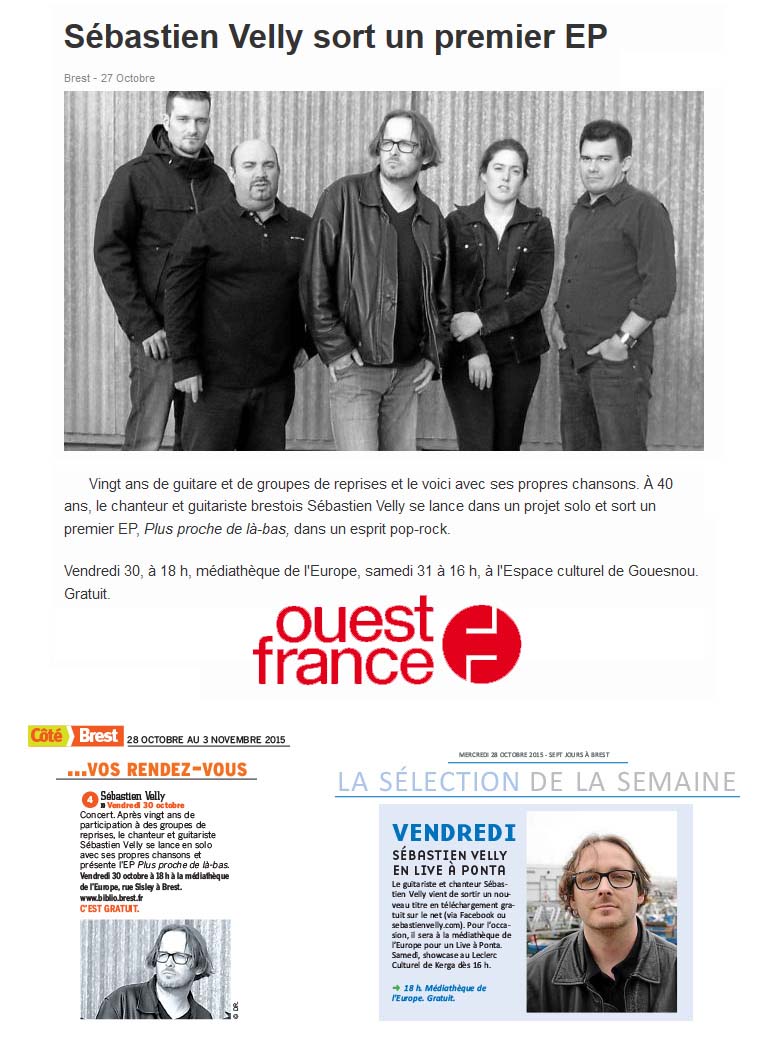 Sébastien Velly sort un premier EP
Brest - 27 Octobre
Vingt ans de guitare et de groupes de reprises et le voici avec ses propres chansons. À 40
ans, le chanteur et guitariste brestois Sébastien Velly se lance dans un projet solo et sort un
premier EP, Plus proche de là-bas, dans un esprit pop-rock.
Vendredi 30, à 18 h, médiathèque de l'Europe, samedi 31 à 16 h, à l'Espace culturel de Gouesnou.
Gratuit.
ouest
france
Côté Brest 28 OCTOBRE AU 3 NOVEMBRE 2015
...VOS RENDEZ-VOUS
4 Sébastien Velly
» Vendredi 30 octobre
Concert. Après vingt ans de
participation à des groupes de
reprises, le chanteur et guitariste
Sébastien Velly se lance en solo
avec ses propres chansons et
présente l'EP Plus proche de là-bas.
Vendredi 30 octobre à 18 h à la médiathèque
de l'Europe, rue Sisley à Brest.
www.biblio.brest.fr
C'EST GRATUIT.
© DR.
MERCREDI 28 OCTOBRE 2015 - SEPT JOURS À BREST
LA SÉLECTION DE LA SEMAINE
VENDREDI
SÉBASTIEN VELLY
EN LIVE À PONTA
Le guitariste et chanteur Sébas-
tien Velly vient de sortir un nou-
veau titre en téléchargement gra-
tuit sur le net (via Facebook ou
sebastienvelly.com). Pour l'occa-
sion, il sera à la médiathèque de
l'Europe pour un Live à Ponta.
Samedi, showcase au Leclerc
Culturel de Kerga dès 16 h.
➔ 18 h. Médiathèque de
l'Europe. Gratuit.